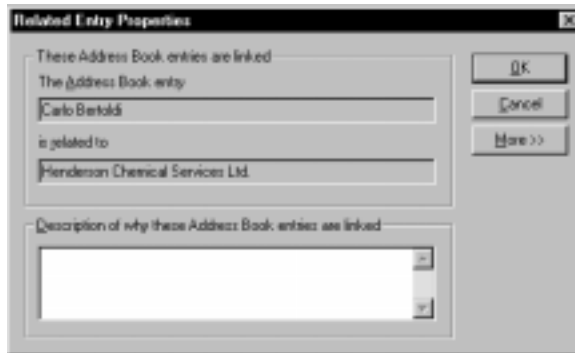 Related Entry Properties
These Address Book entries are linked
The Address Book entry
Carlo Bertoldi
is related to
Henderson Chemical Services Ltd.
Description of why these Address Book entries are linked
OK
Cancel
More >>